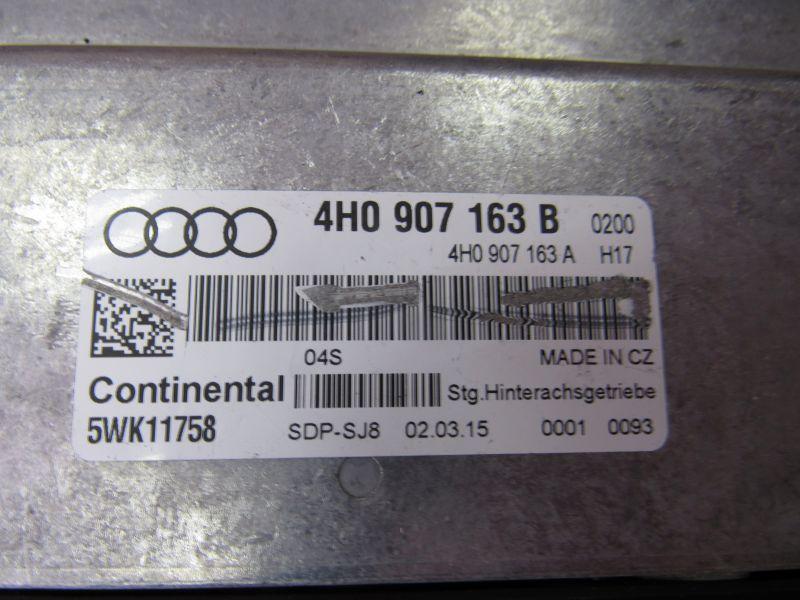 4H0 907 163 B 0200
4H0 907 163 A H17
04S MADE IN CZ
Continental Stg.Hinterachsgetriebe
5WK11758 SDP-SJ8 02.03.15 0001 0093